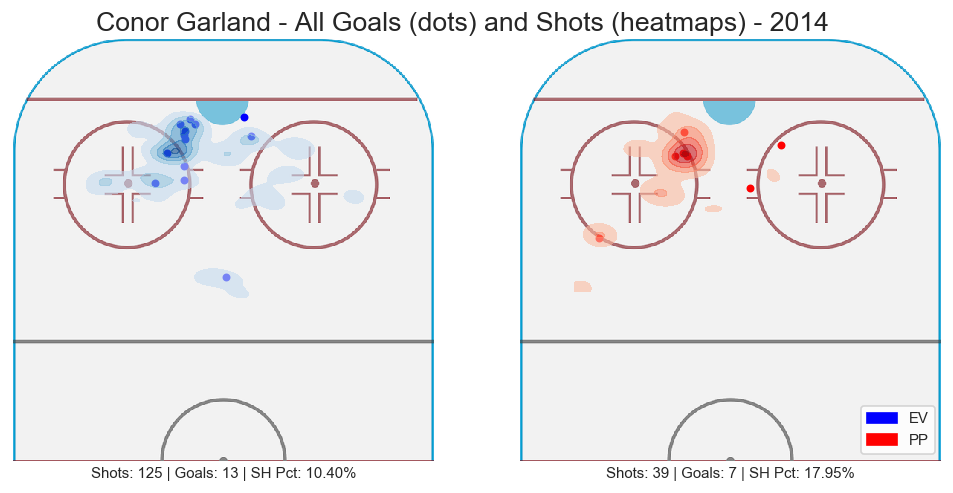 Conor Garland - All Goals (dots) and Shots (heatmaps) - 2014
EV
PP
Shots: 125 | Goals: 13 | SH Pct: 10.40%
Shots: 39 | Goals: 7 | SH Pct: 17.95%